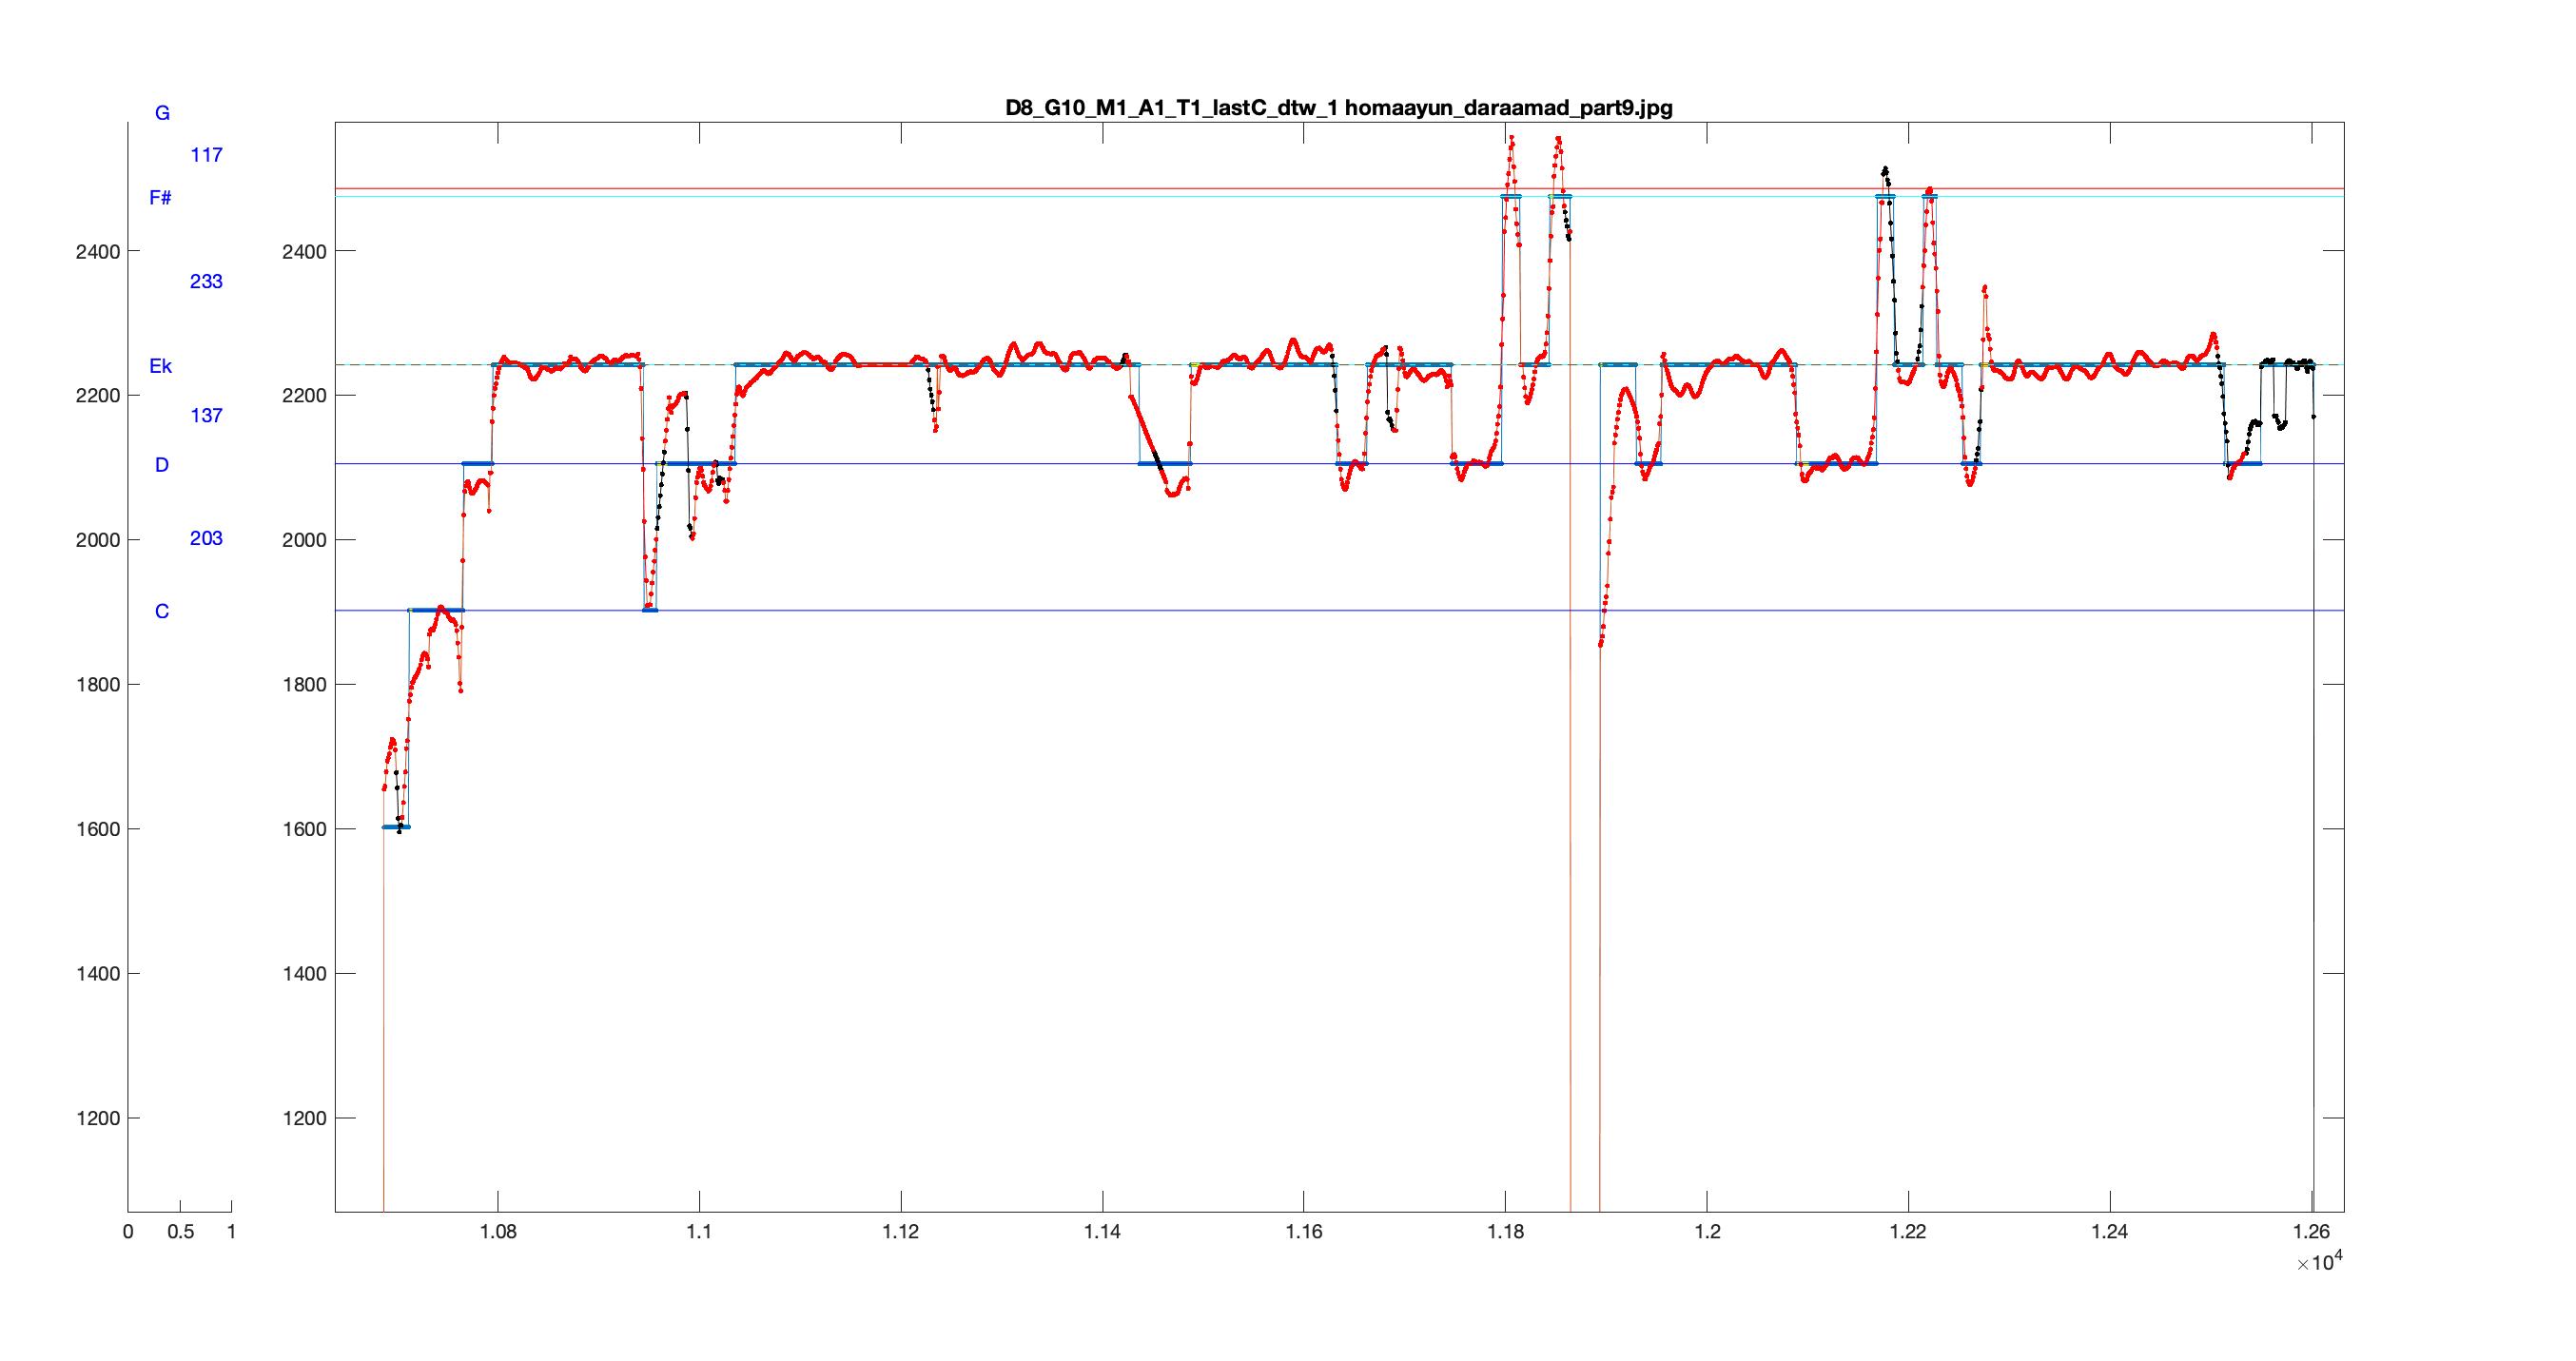 D8_G10_M1_A1_T1_lastC_dtw_1 homaayun_daraamad_part9.jpg
G
117
F#
2400 2400
233
Ek
2200 2200
137
D
2000 203 2000
C
1800 1800
1600 1600
1400 1400
1200 1200
0 0.5 1 1.08 1.1 1.12 1.14 1.16 1.18 1.2 1.22 1.24 1.26
×10^4